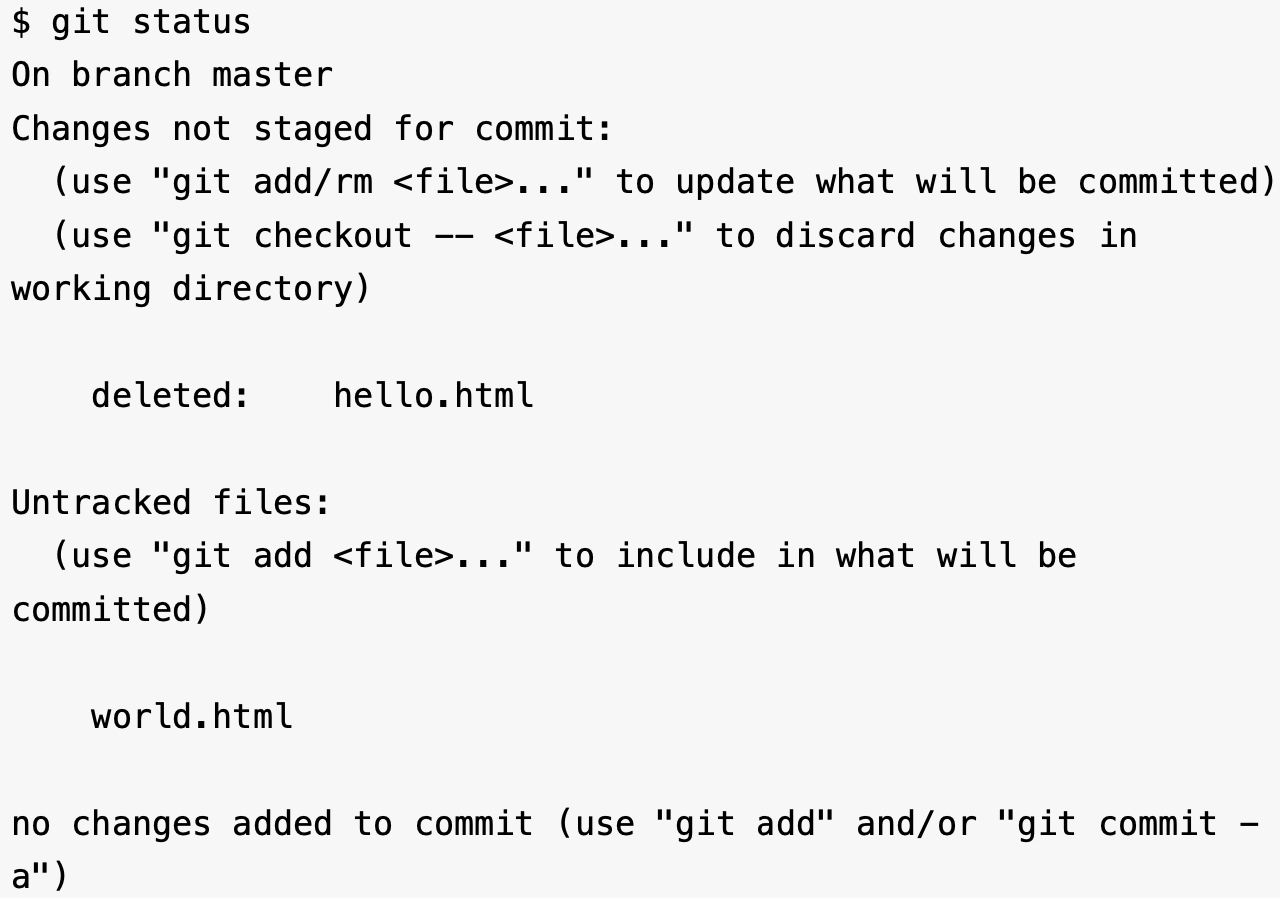 $ git status
On branch master
Changes not staged for commit:
  (use "git add/rm <file>..." to update what will be committed)
  (use "git checkout -- <file>..." to discard changes in
working directory)

    deleted:    hello.html

Untracked files:
  (use "git add <file>..." to include in what will be
committed)

    world.html

no changes added to commit (use "git add" and/or "git commit -
a")